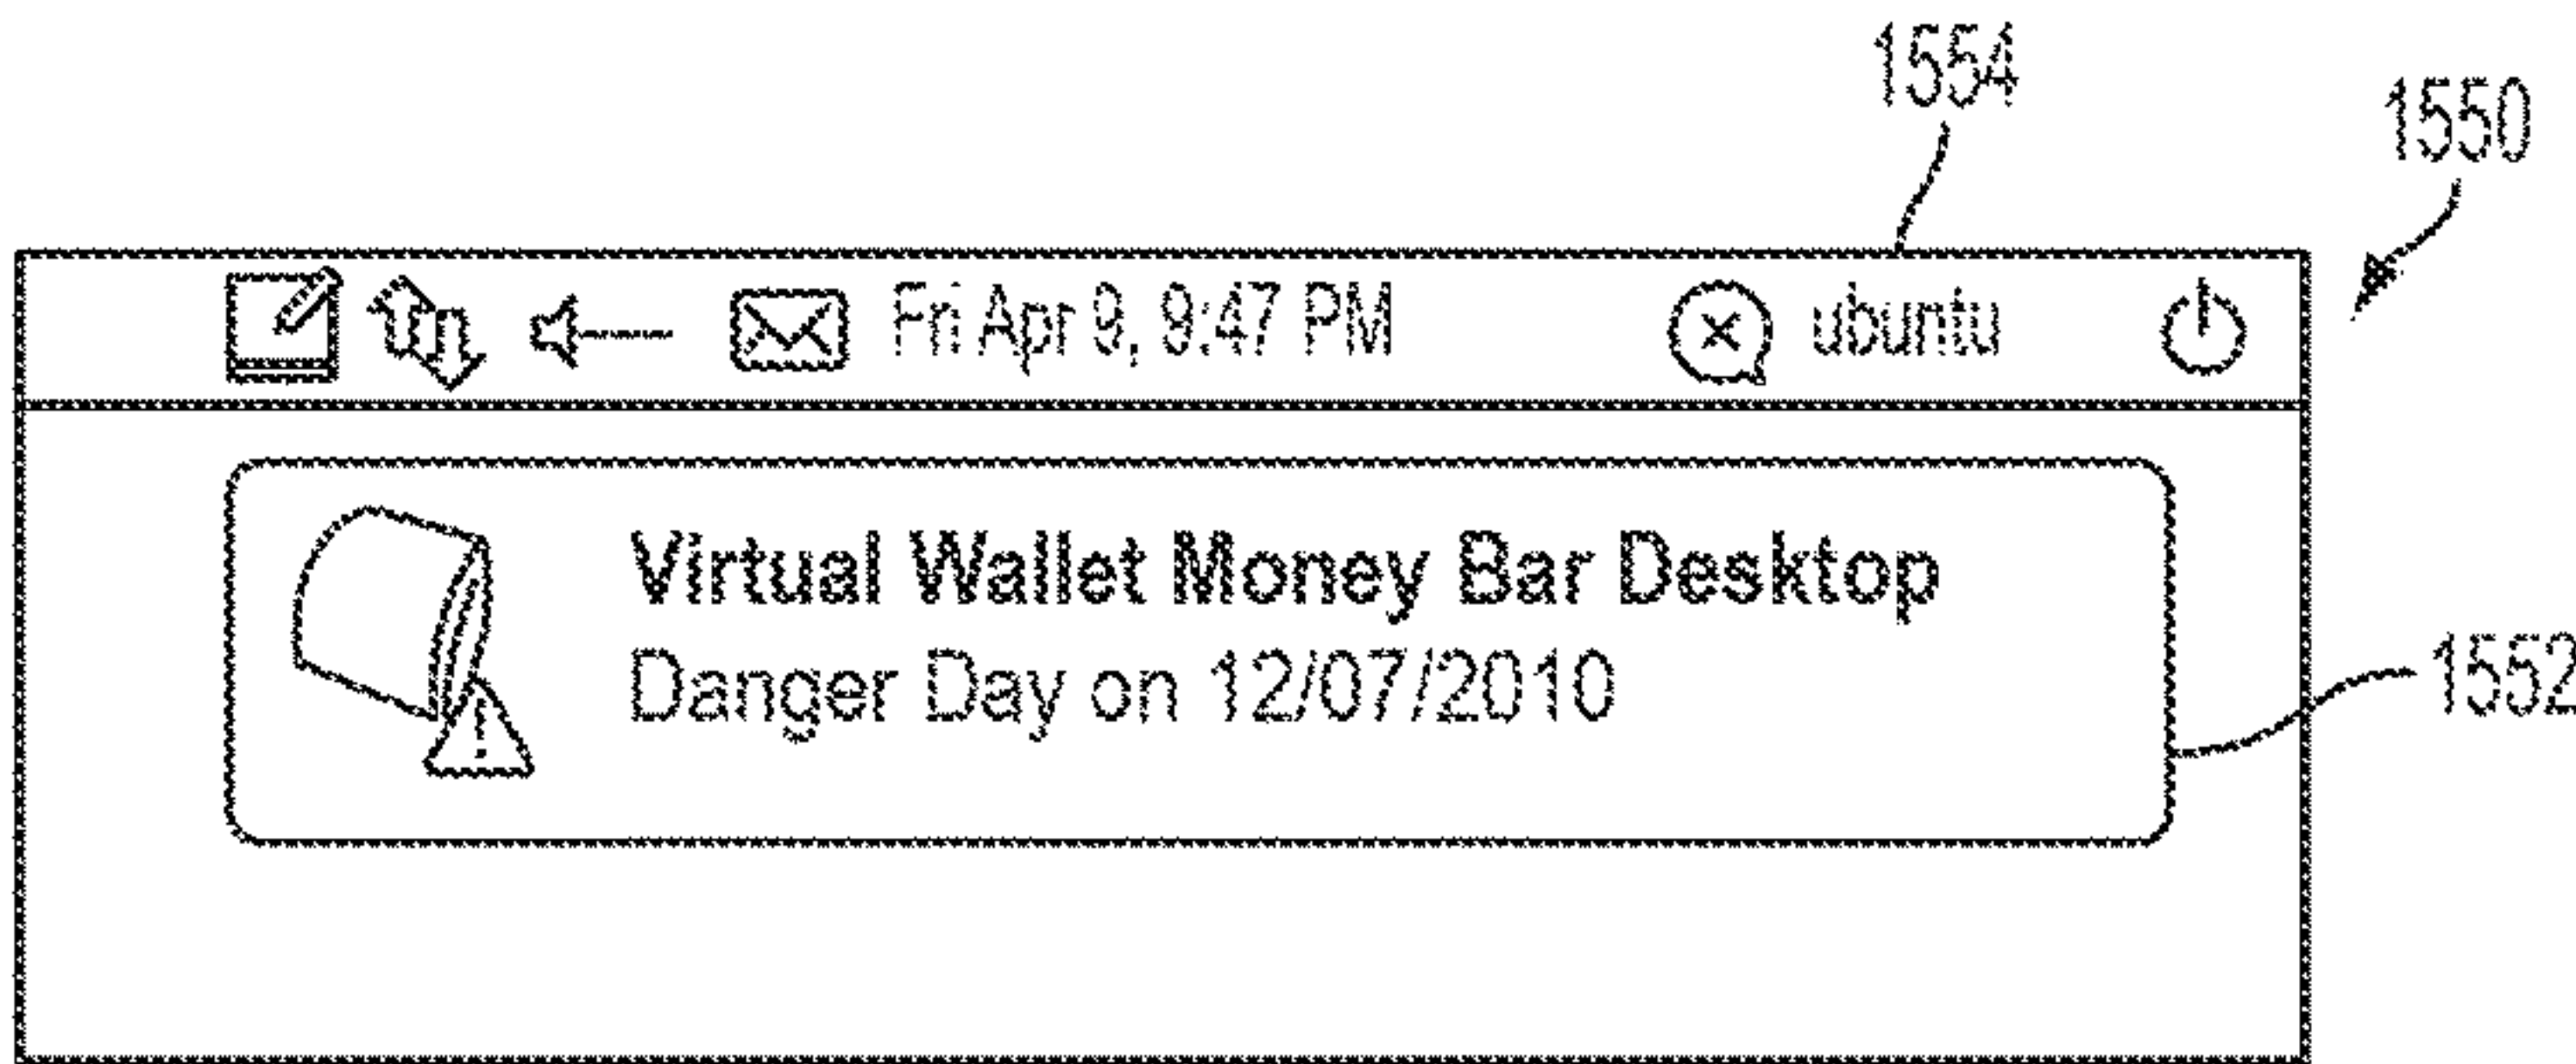 1554
1550
Fri Apr 9, 9:47 PM ubuntu
Virtual Wallet Money Bar Desktop
Danger Day on 12/07/2010
1552